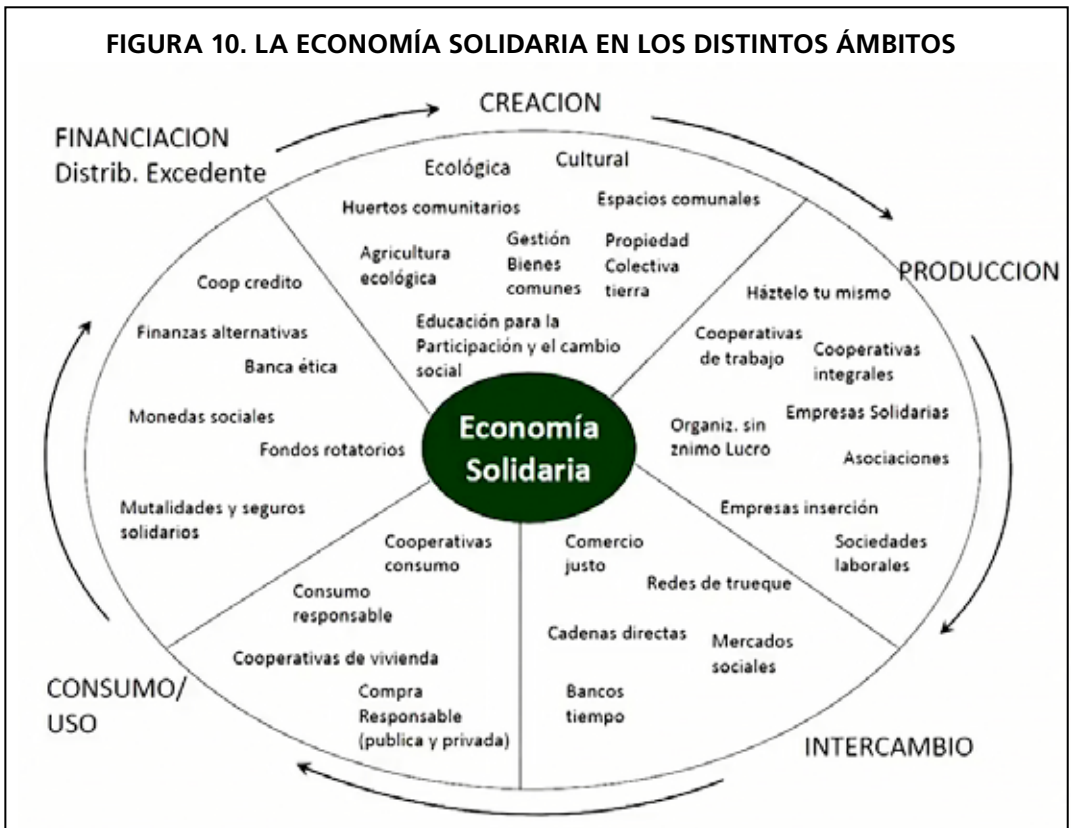 FIGURA 10. LA ECONOMÍA SOLIDARIA EN LOS DISTINTOS ÁMBITOS
CREACION
Ecológica
Cultural
Huertos comunitarios
Espacios comunales
Agricultura
ecológica
Gestión
Bienes
comunes
Propiedad
Colectiva
tierra
Educación para la
Participación y el cambio
social
PRODUCCION
Háztelo tu mismo
Cooperativas
de trabajo
Cooperativas
integrales
Organiz. sin
znimo Lucro
Empresas Solidarias
Asociaciones
Empresas inserción
Sociedades
laborales
INTERCAMBIO
Comercio
justo
Redes de trueque
Cadenas directas
Mercados
sociales
Bancos
tiempo
CONSUMO/
USO
Cooperativas
consumo
Consumo
responsable
Cooperativas de vivienda
Compra
Responsable
(publica y privada)
FINANCIACION
Distrib. Excedente
Coop credito
Finanzas alternativas
Banca ética
Monedas sociales
Fondos rotatorios
Mutalidades y seguros
solidarios
Economía
Solidaria